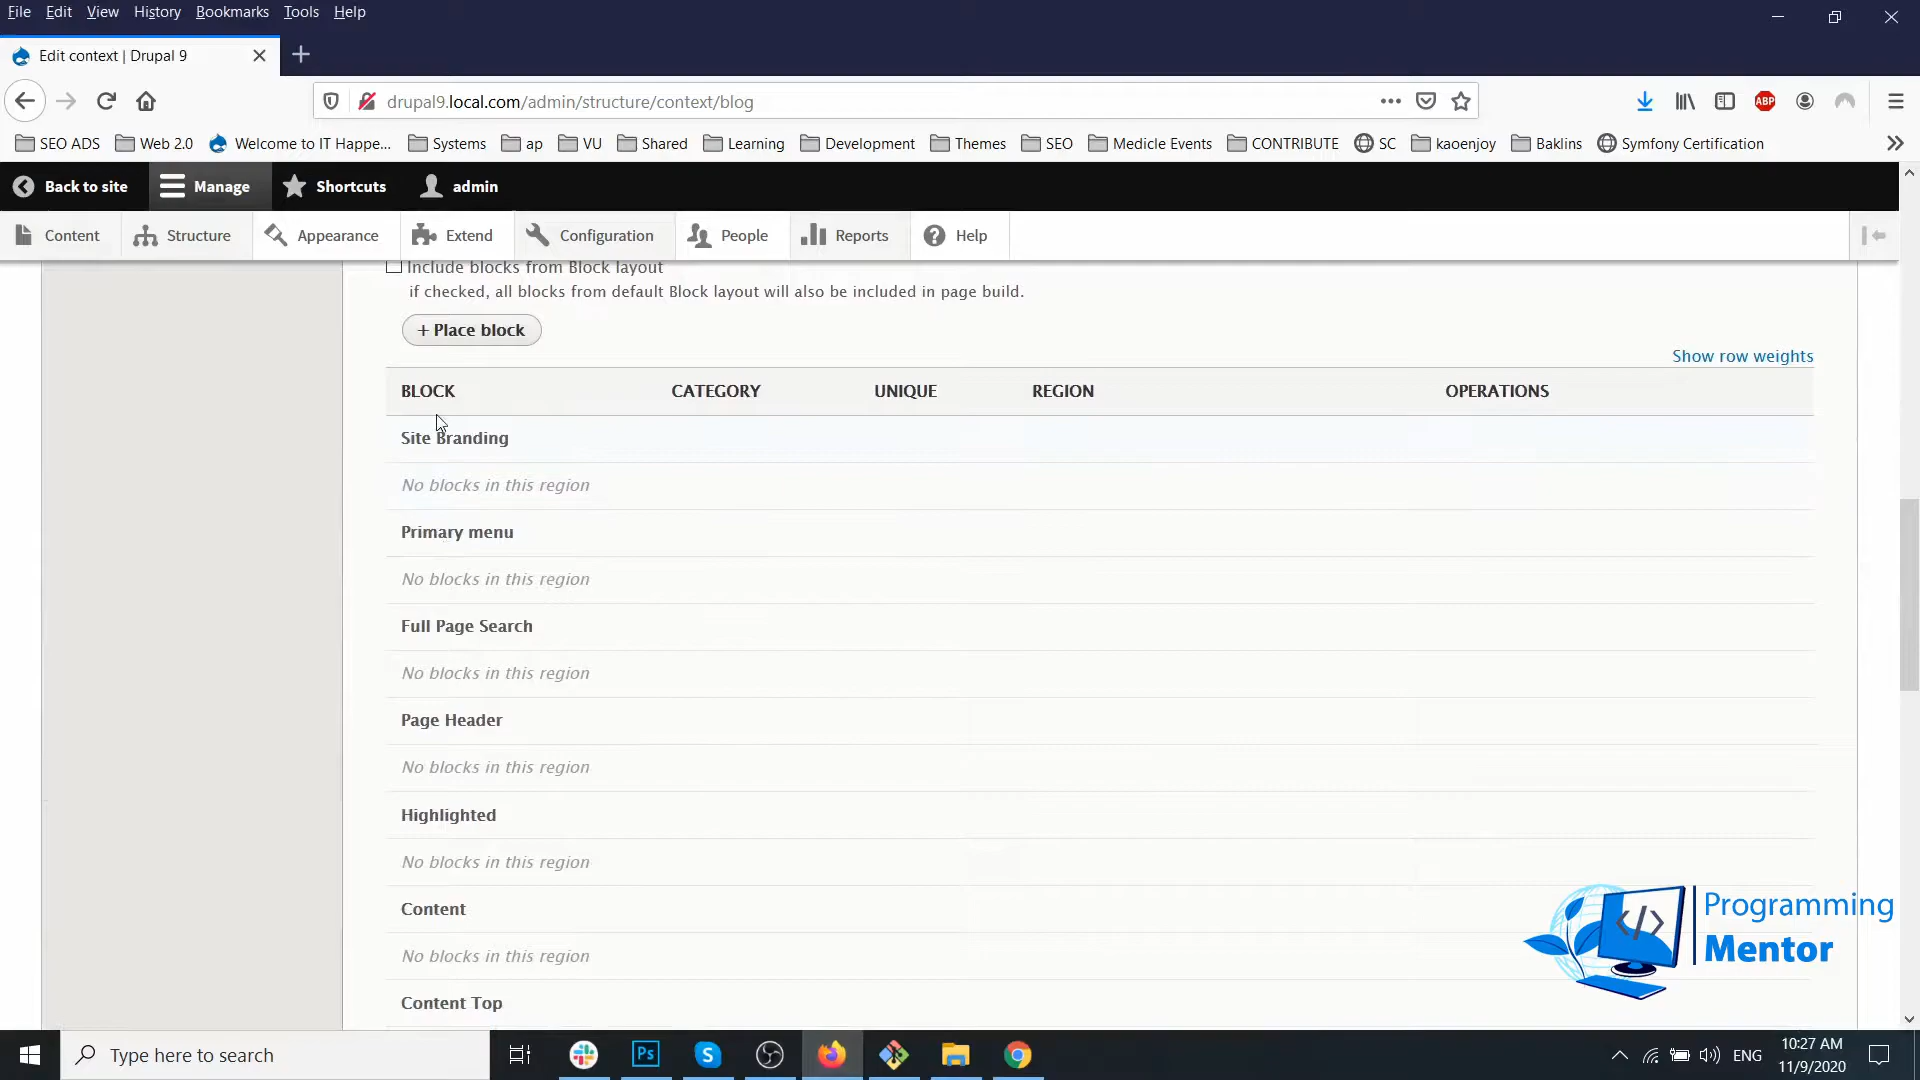 File Edit View History Bookmarks Tools Help
Edit context | Drupal 9
drupal9.local.com/admin/structure/context/blog
ABP
SEO ADS Web 2.0 Welcome to IT Happe... Systems ap VU Shared Learning Development Themes SEO Medicle Events CONTRIBUTE SC kaoenjoy Baklins Symfony Certification
Back to site Manage Shortcuts admin
Content Structure Appearance Extend Configuration People Reports Help
Include blocks from Block layout
if checked, all blocks from default Block layout will also be included in page build.
+ Place block
Show row weights
BLOCK CATEGORY UNIQUE REGION OPERATIONS
Site Branding
No blocks in this region
Primary menu
No blocks in this region
Full Page Search
No blocks in this region
Page Header
No blocks in this region
Highlighted
No blocks in this region
Content
No blocks in this region
Content Top
</> Programming
Mentor
Type here to search
Ps
S
ENG
10:27 AM
11/9/2020